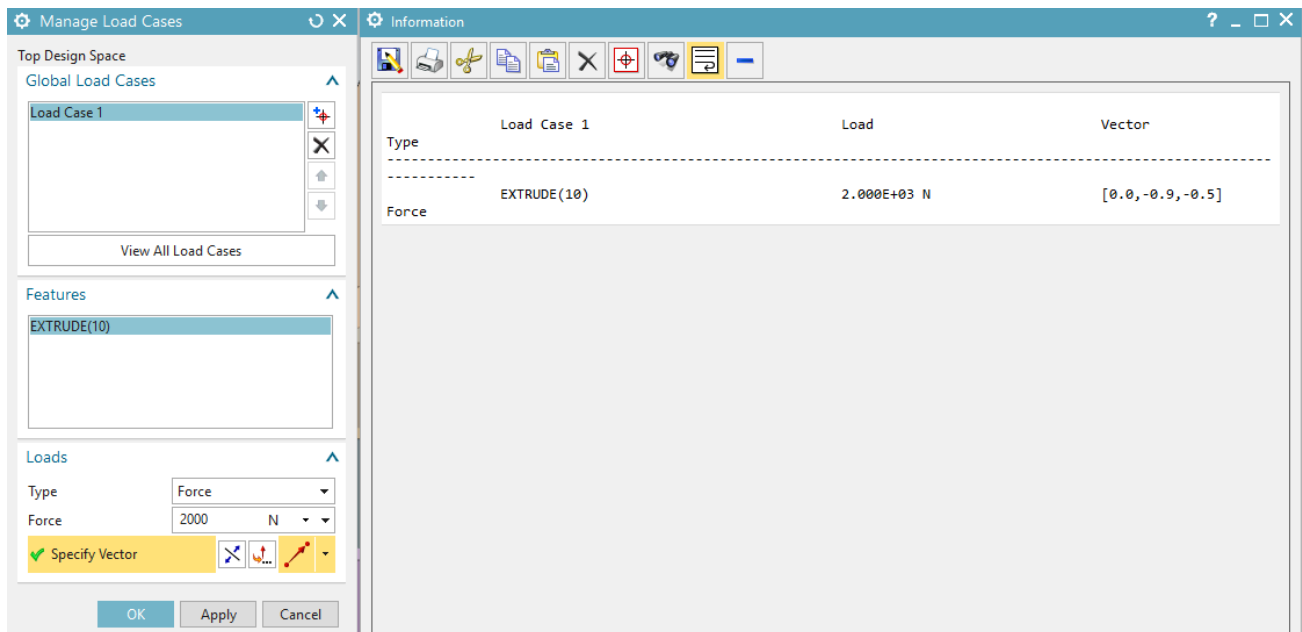 Manage Load Cases
Top Design Space
Global Load Cases
Load Case 1
View All Load Cases
Features
EXTRUDE(10)
Loads
Type Force
Force 2000 N
Specify Vector
OK Apply Cancel
Information
Load Case 1 Load Vector
Type
---------------------------------------------------------------------------------------------------------------
-----------
EXTRUDE(10) 2.000E+03 N [0.0,-0.9,-0.5]
Force